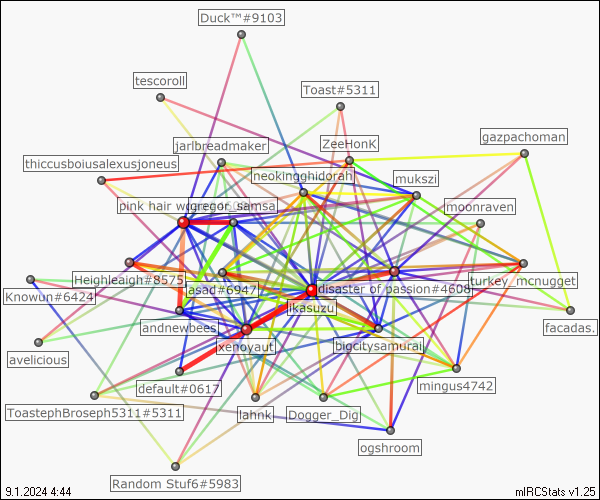 Duck™#9103
tescoroll
Toast#5311
gazpachoman
jarlbreadmaker
ZeeHonK
thiccusboiusalexusjoneus
neokingghidorah
mukszi
pink hair w
gregor_samsa
moonraven
Heighleaigh#8575
asad#6947
disaster of passion#4608
turkey_mcnugget
Knowun#6424
Ikasuzu
andnewbees
facadas.
xenoyaut
bigcitysamurai
avelicious
default#0617
mingus4742
ToastephBroseph5311#5311
lahnk
Dogger_Dig
ogshroom
Random Stuf6#5983
9.1.2024 4:44
mIRCStats v1.25